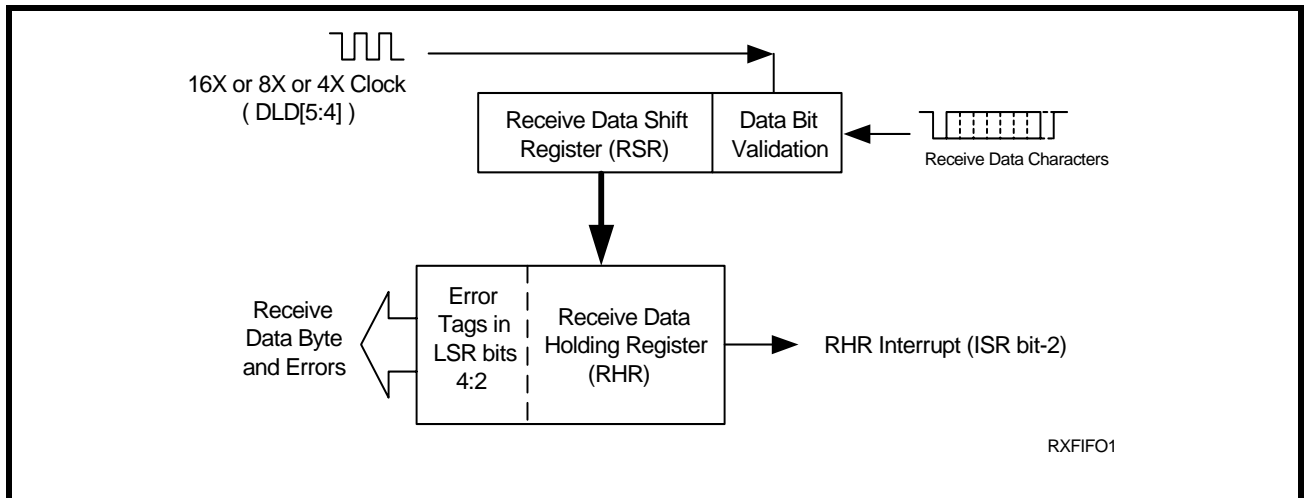 16X or 8X or 4X Clock
( DLD[5:4] )
Receive Data Shift
Register (RSR)
Data Bit
Validation
Receive Data Characters
Receive
Data Byte
and Errors
Error
Tags in
LSR bits
4:2
Receive Data
Holding Register
(RHR)
RHR Interrupt (ISR bit-2)
RXFIFO1